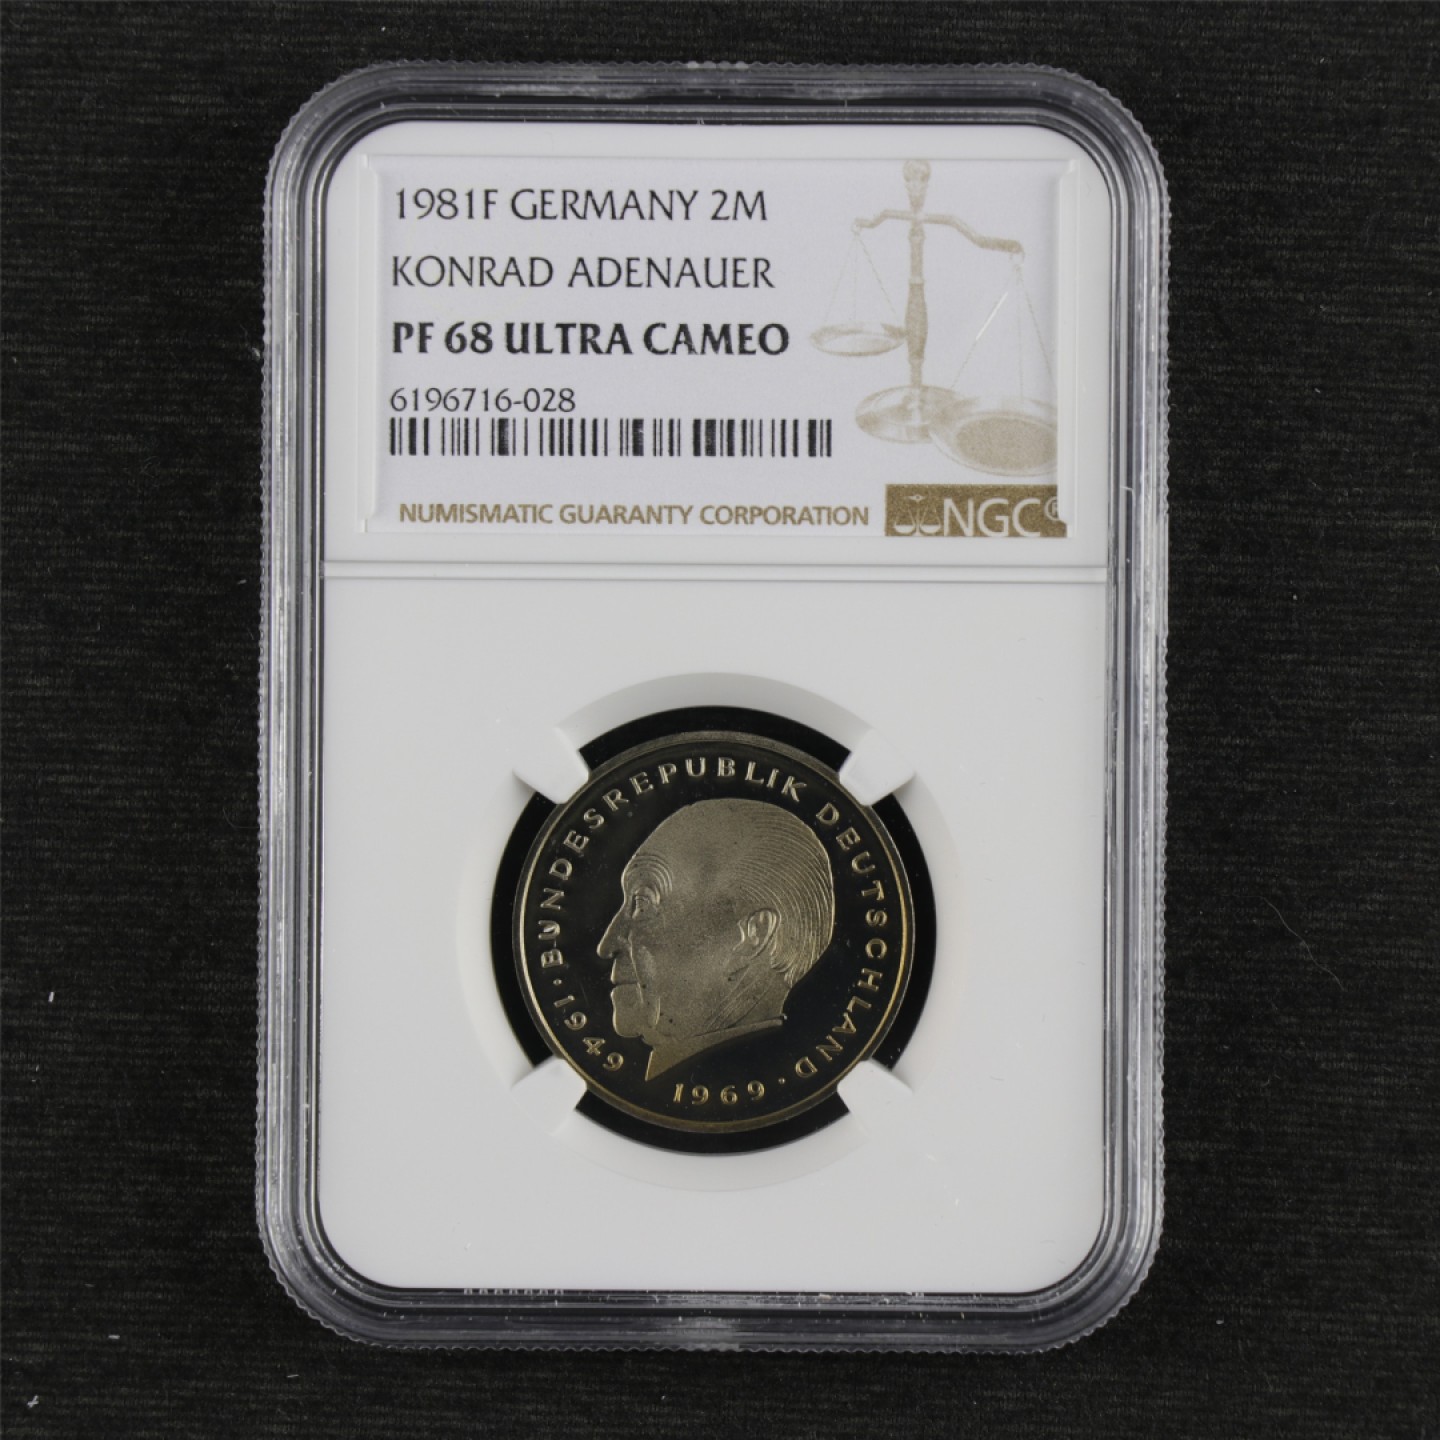 1981F GERMANY 2M
KONRAD ADENAUER
PF 68 ULTRA CAMEO
6196716-028
NUMISMATIC GUARANTY CORPORATION
NGC®
BUNDESREPUBLIK DEUTSCHLAND
· 1969
1949 ·